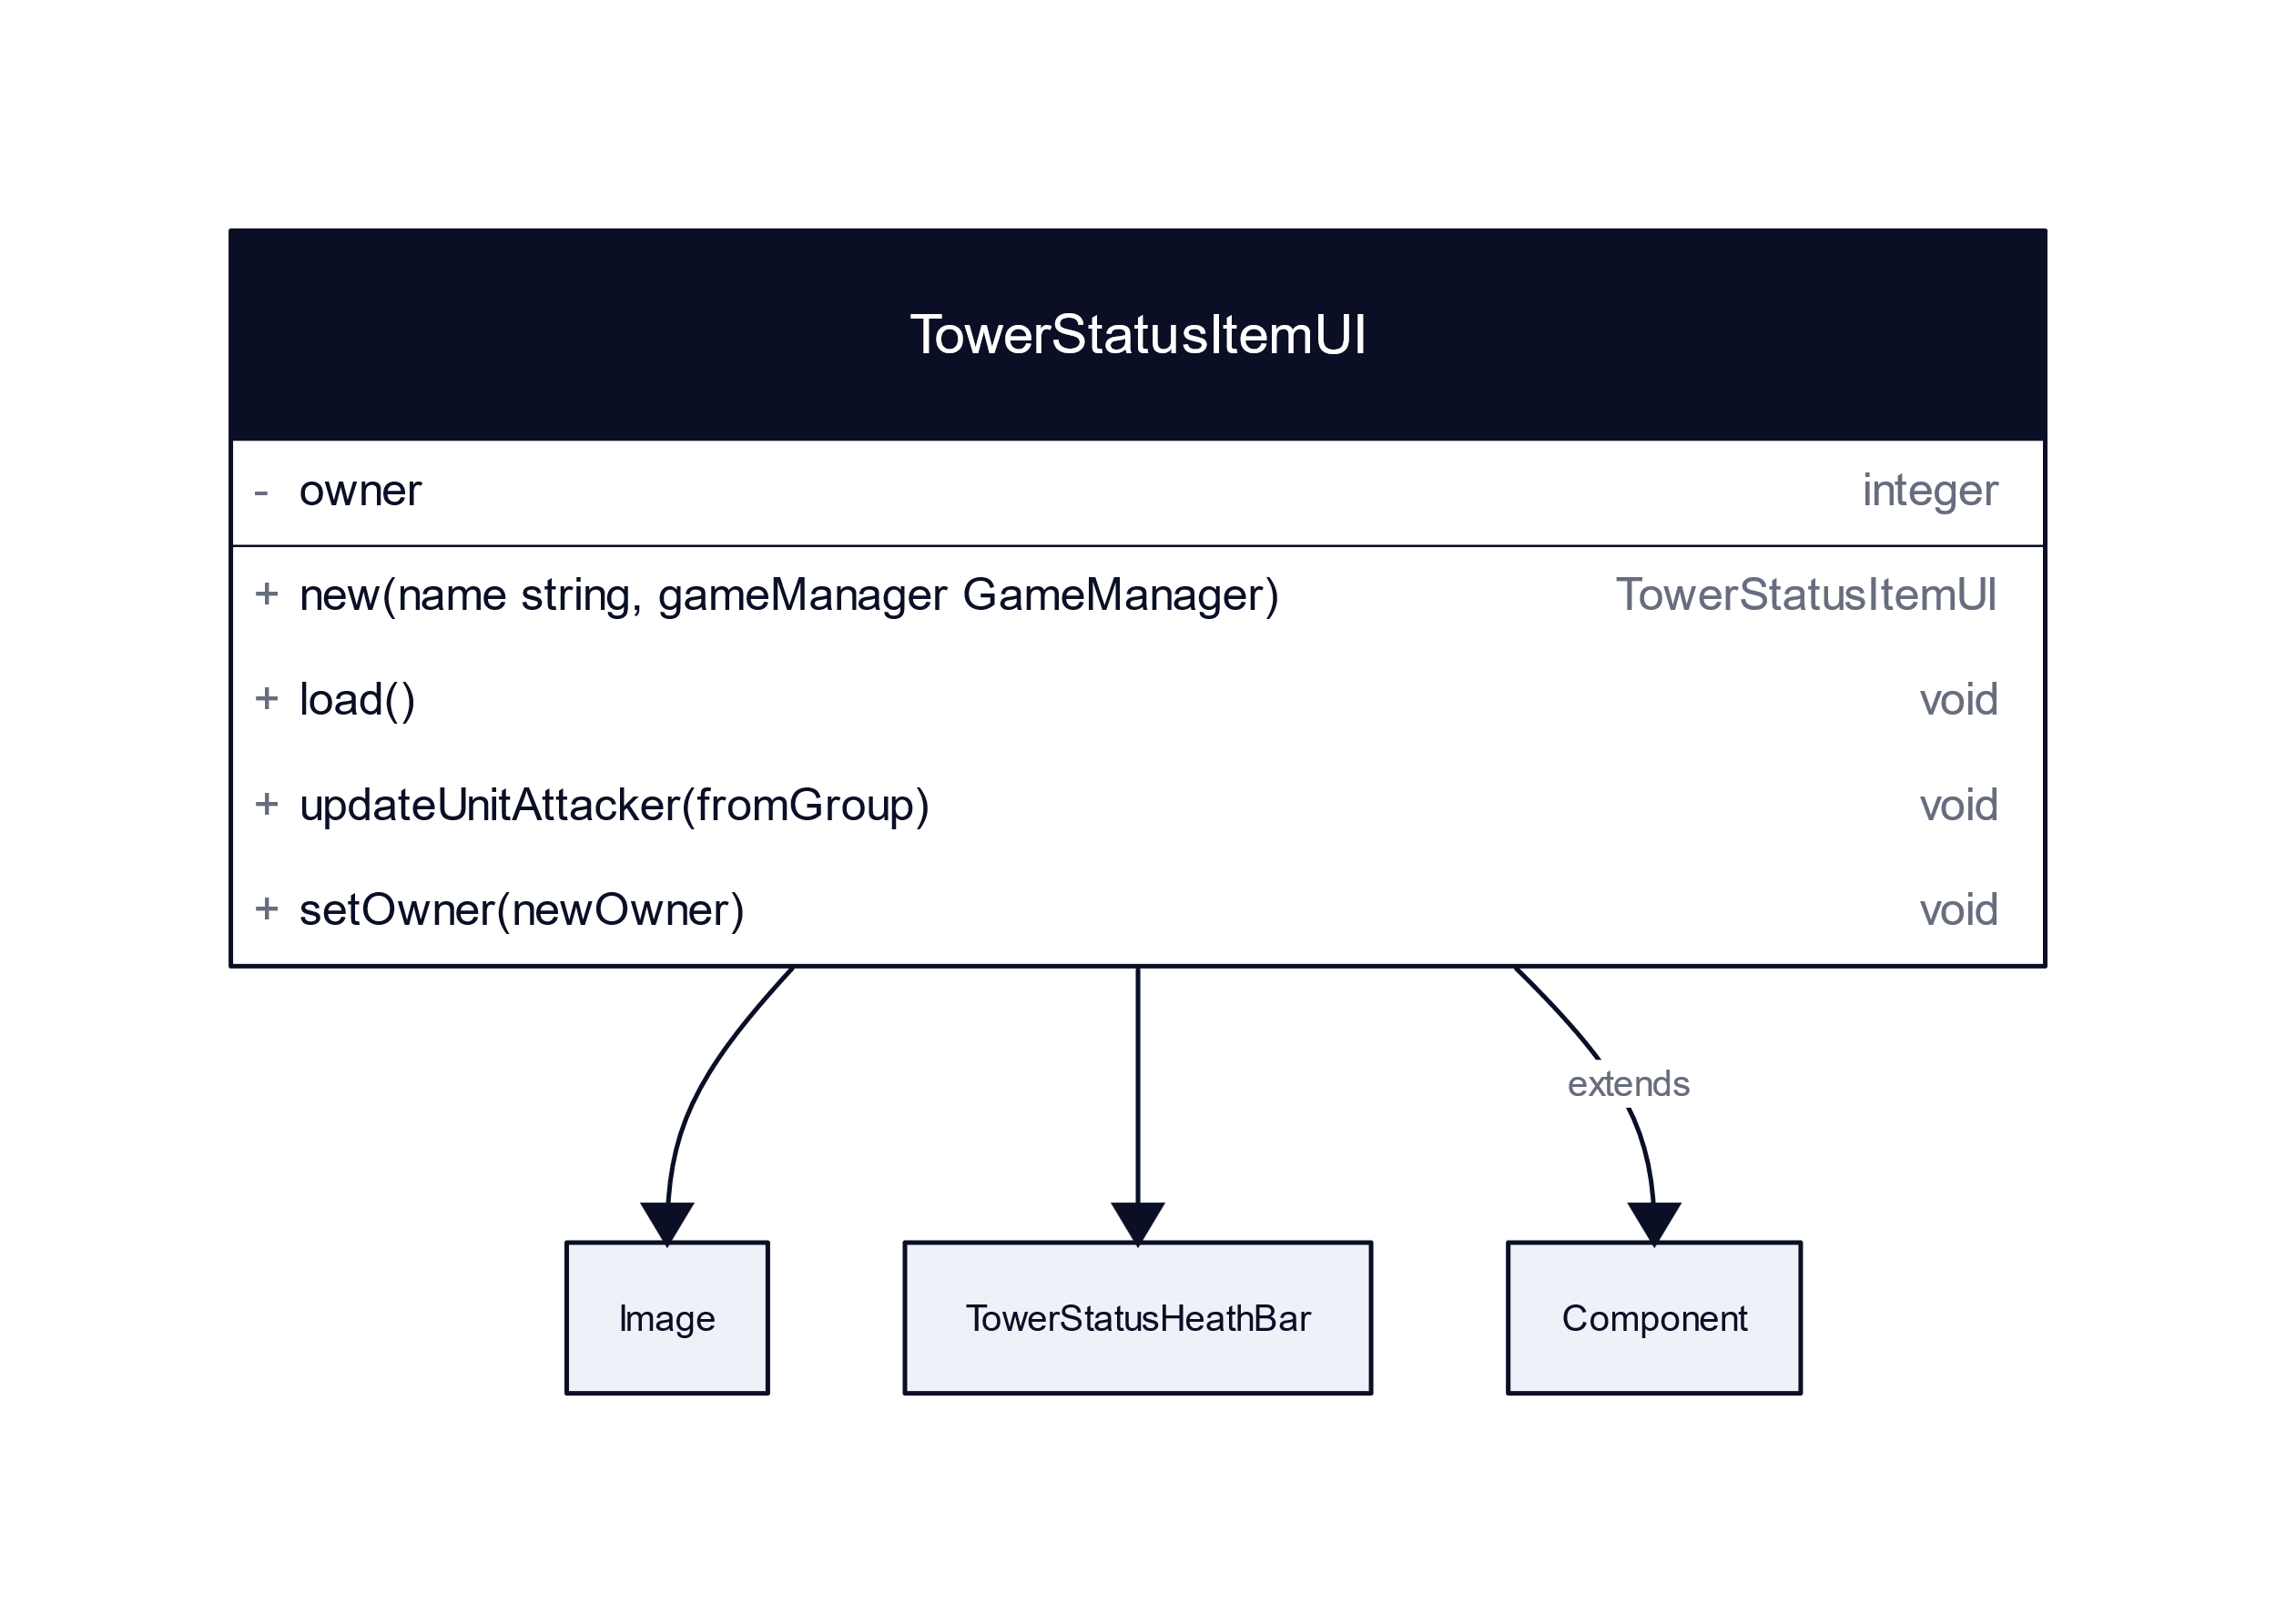 TowerStatusItemUI
- owner integer
+ new(name string, gameManager GameManager) TowerStatusItemUI
+ load() void
+ updateUnitAttacker(fromGroup) void
+ setOwner(newOwner) void
extends
Image TowerStatusHeathBar Component